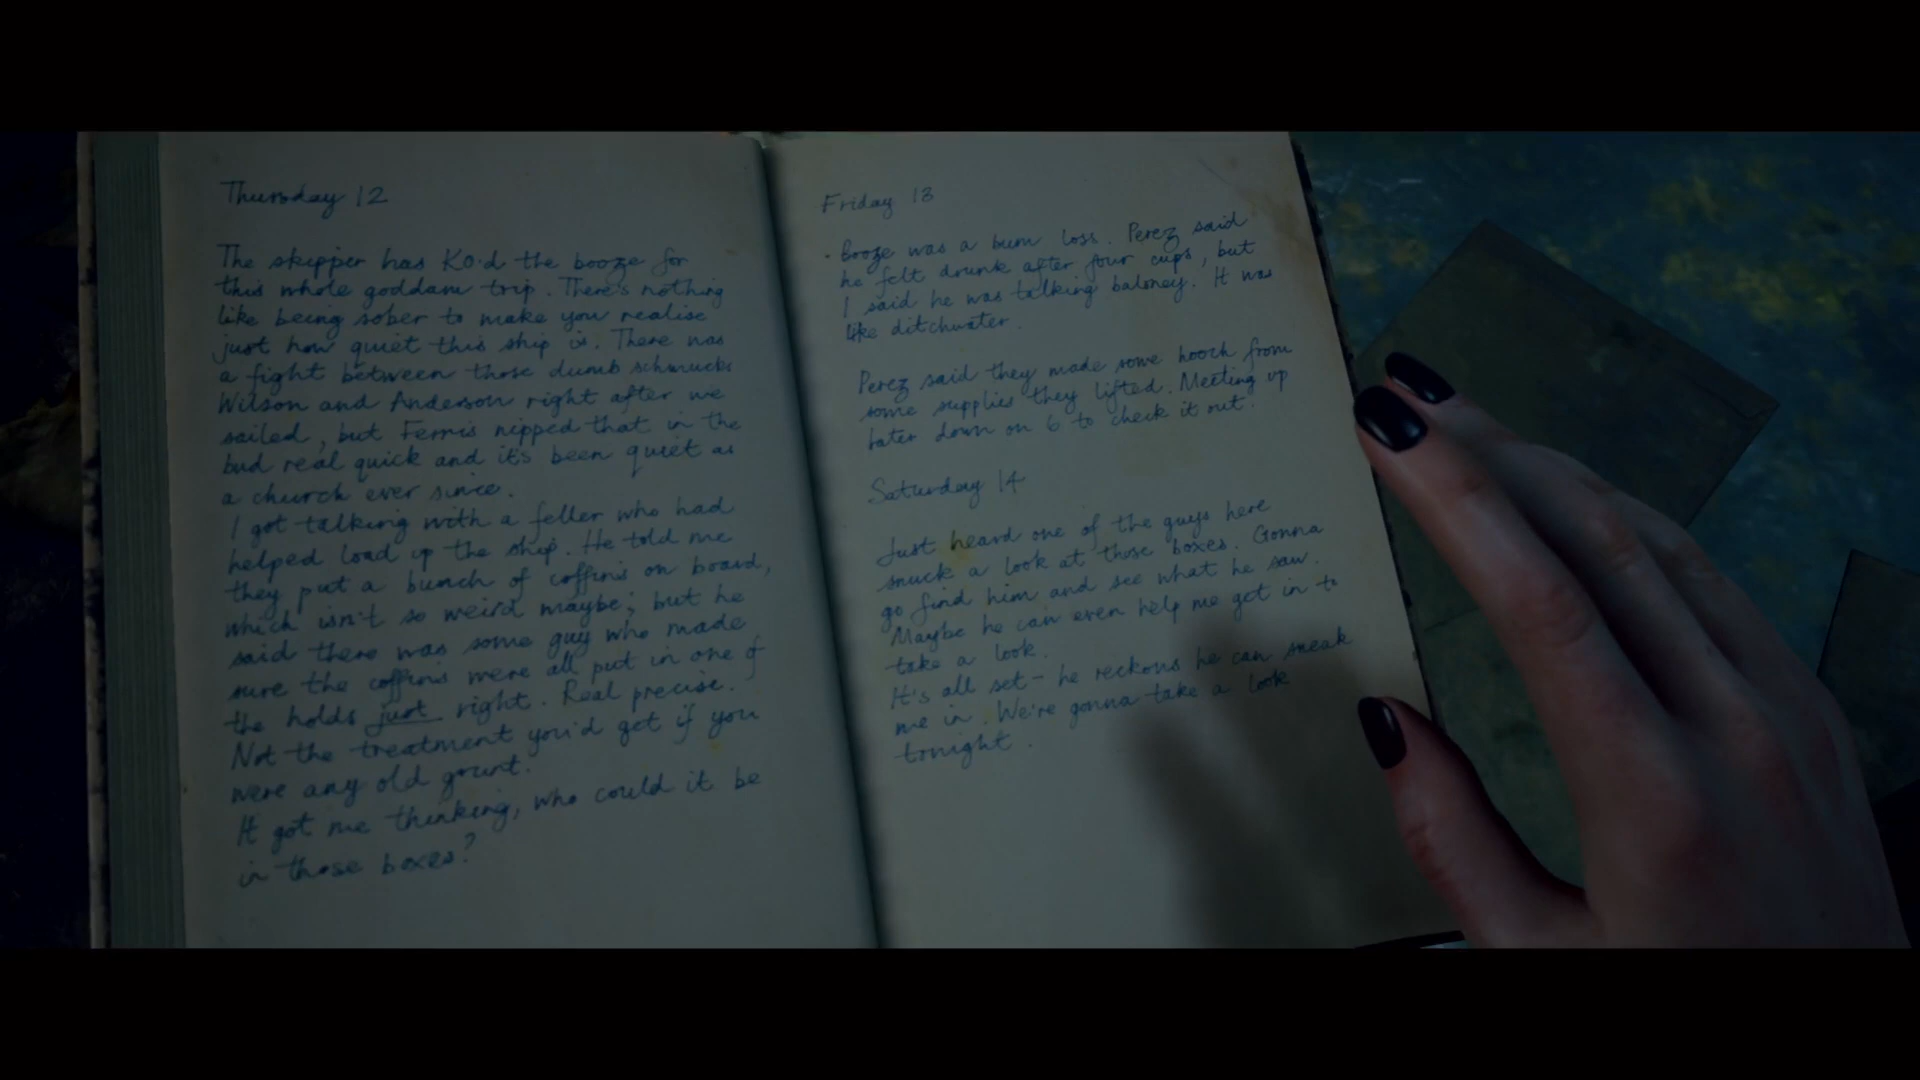 Thursday 12
The skipper has KO.d the booze for
this whole goddam trip. There's nothing
like being sober to make you realise
just how quiet this ship is. There was
a fight between those dumb schmucks
Wilson and Anderson right after we
sailed, but Ferris nipped that in the
bud real quick and it's been quiet as
a church ever since.
I got talking with a feller who had
helped load up the ship. He told me
they put a bunch of coffins on board,
which isn't so weird maybe; but he
said there was some guy who made
sure the coffins were all put in one of
the holds just right. Real precise.
Not the treatment you'd get if you
were any old grunt.
It got me thinking, who could it be
in those boxes?
Friday 13
Booze was a bum loss. Perez said
he felt drunk after four cups, but
I said he was talking baloney. It was
like ditchwater.
Perez said they made some hooch from
some supplies they lifted. Meeting up
later down on 6 to check it out.
Saturday 14
Just heard one of the guys here
snuck a look at those boxes. Gonna
go find him and see what he saw.
Maybe he can even help me get in to
take a look.
It's all set - he reckons he can sneak
me in. We're gonna take a look
tonight.